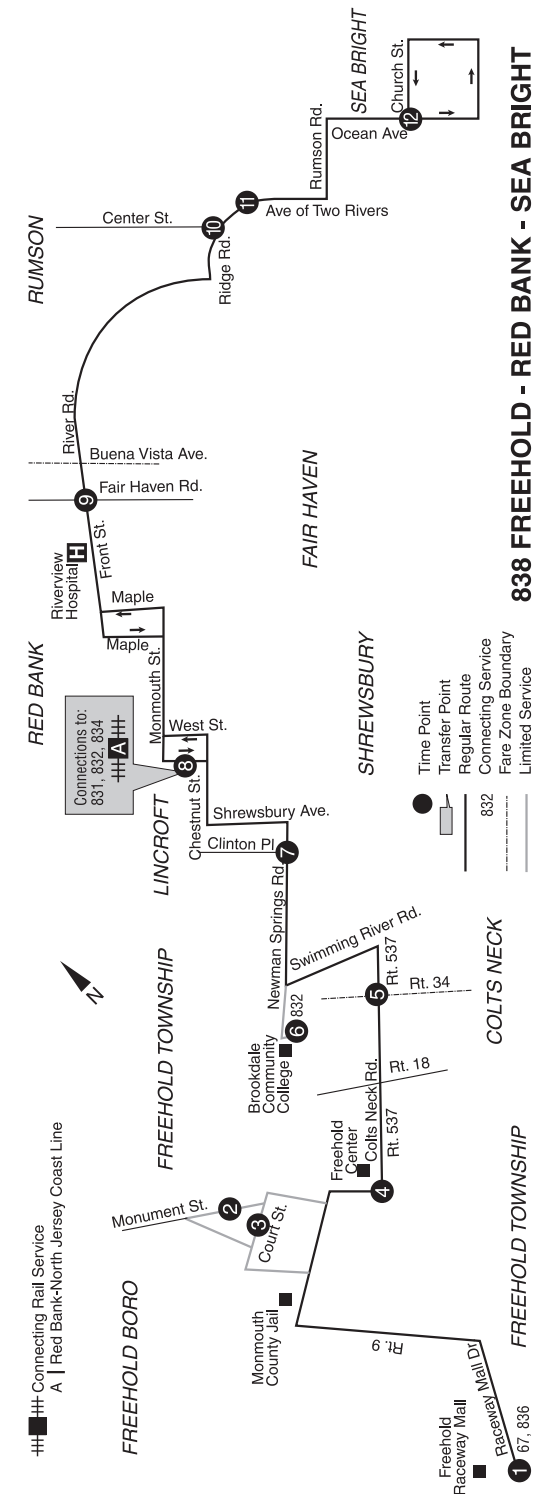 Connecting Rail Service
A | Red Bank-North Jersey Coast Line
N
FREEHOLD BORO
FREEHOLD TOWNSHIP
LINCROFT
RED BANK
RUMSON
SEA BRIGHT
FAIR HAVEN
SHREWSBURY
COLTS NECK
FREEHOLD TOWNSHIP
Freehold
Raceway Mall
1
67, 836
Raceway Mall Dr
Rt. 9
Monmouth
County Jail
Monument St.
2
3
Court St.
Freehold
Center
4
Colts Neck Rd.
Rt. 537
Rt. 18
5
Rt. 34
Rt. 537
Swimming River Rd.
Brookdale
Community
College
6
832
Newman Springs Rd.
7
Clinton Pl
Shrewsbury Ave.
Chestnut St.
8
West St.
Connections to:
831, 832, 834
A
Monmouth St.
Maple
Maple
Riverview
Hospital
H
Front St.
9
Fair Haven Rd.
Buena Vista Ave.
River Rd.
Ridge Rd.
Center St.
10
11
Ave of Two Rivers
Rumson Rd.
Ocean Ave
12
Church St.
Time Point
Transfer Point
Regular Route
832
Connecting Service
Fare Zone Boundary
Limited Service
838 FREEHOLD - RED BANK - SEA BRIGHT